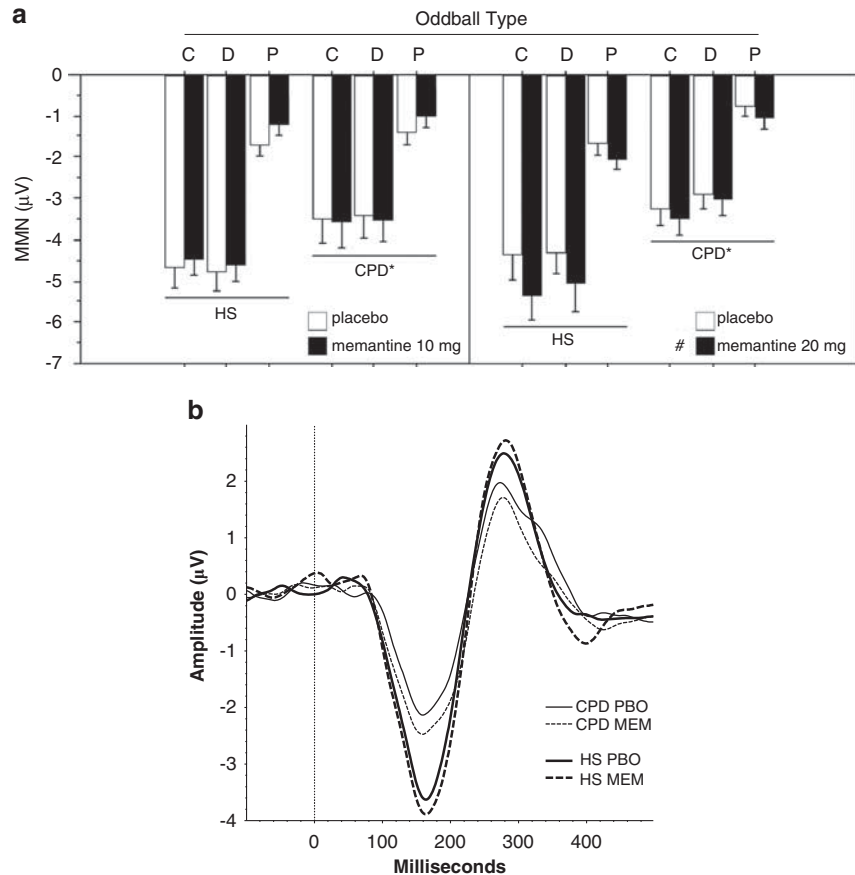 a
Oddball Type
C D P C D P C D P C D P
0
-1
-2
-3
-4
-5
-6
-7
MMN (μV)
HS
CPD*
placebo
memantine 10 mg
HS
CPD*
placebo
# memantine 20 mg
b
2
1
0
-1
-2
-3
-4
Amplitude (μV)
CPD PBO
CPD MEM
HS PBO
HS MEM
0 100 200 300 400
Milliseconds